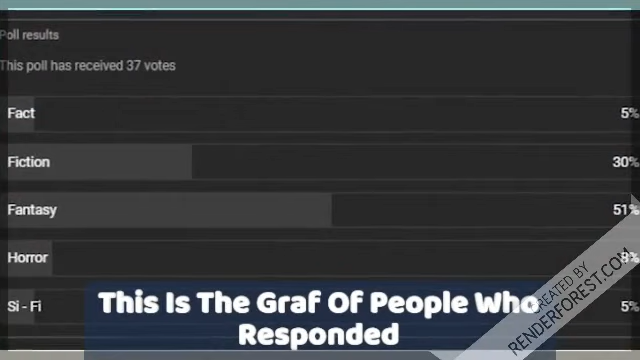 Poll results
This poll has received 37 votes
Fact 5%
Fiction 30%
Fantasy 51%
Horror 8%
Si - Fi 5%
This Is The Graf Of People Who
Responded
CREATED BY
RENDERFOREST.COM